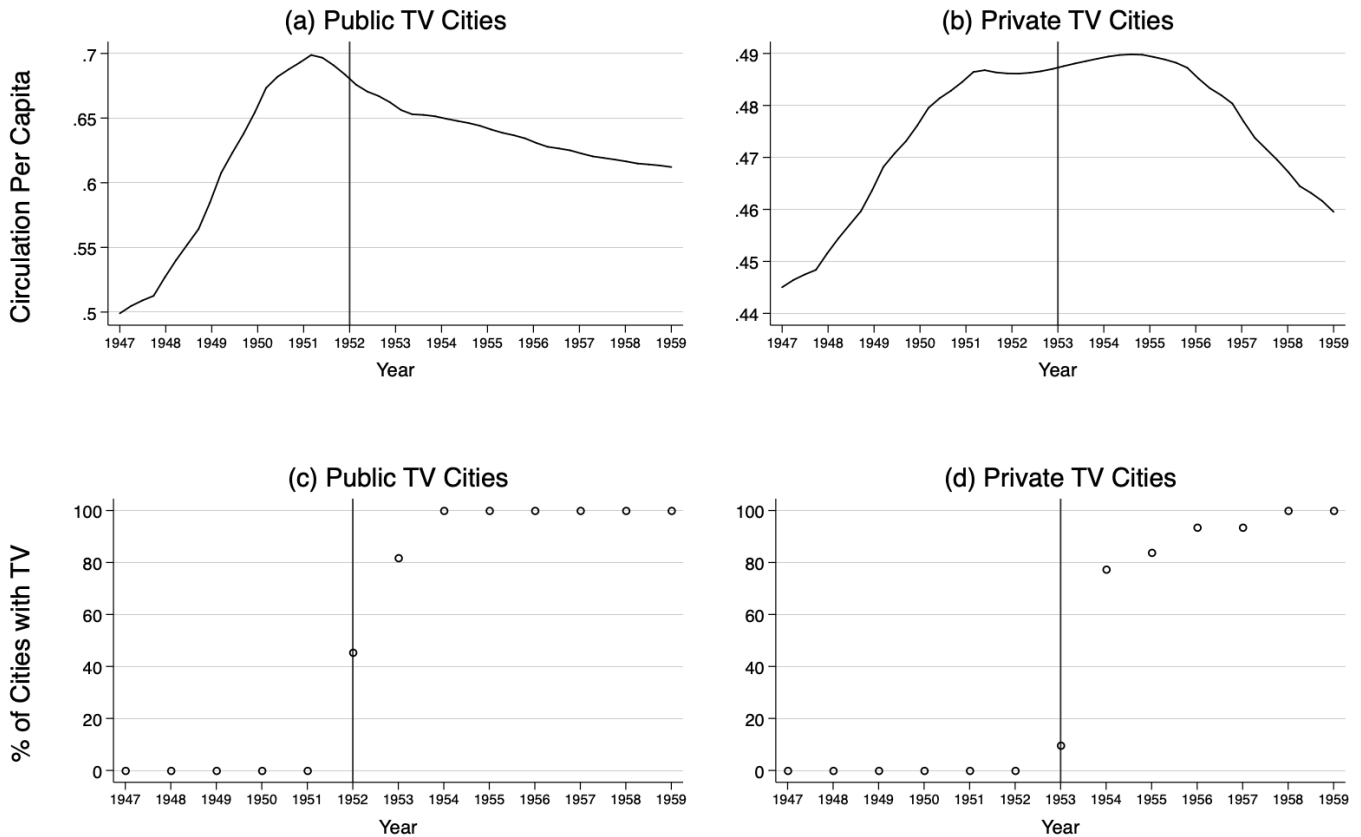 (a) Public TV Cities
Circulation Per Capita
.7
.65
.6
.55
.5
1947 1948 1949 1950 1951 1952 1953 1954 1955 1956 1957 1958 1959
Year
(b) Private TV Cities
.49
.48
.47
.46
.45
.44
1947 1948 1949 1950 1951 1952 1953 1954 1955 1956 1957 1958 1959
Year
(c) Public TV Cities
% of Cities with TV
100
80
60
40
20
0
1947 1948 1949 1950 1951 1952 1953 1954 1955 1956 1957 1958 1959
Year
(d) Private TV Cities
100
80
60
40
20
0
1947 1948 1949 1950 1951 1952 1953 1954 1955 1956 1957 1958 1959
Year